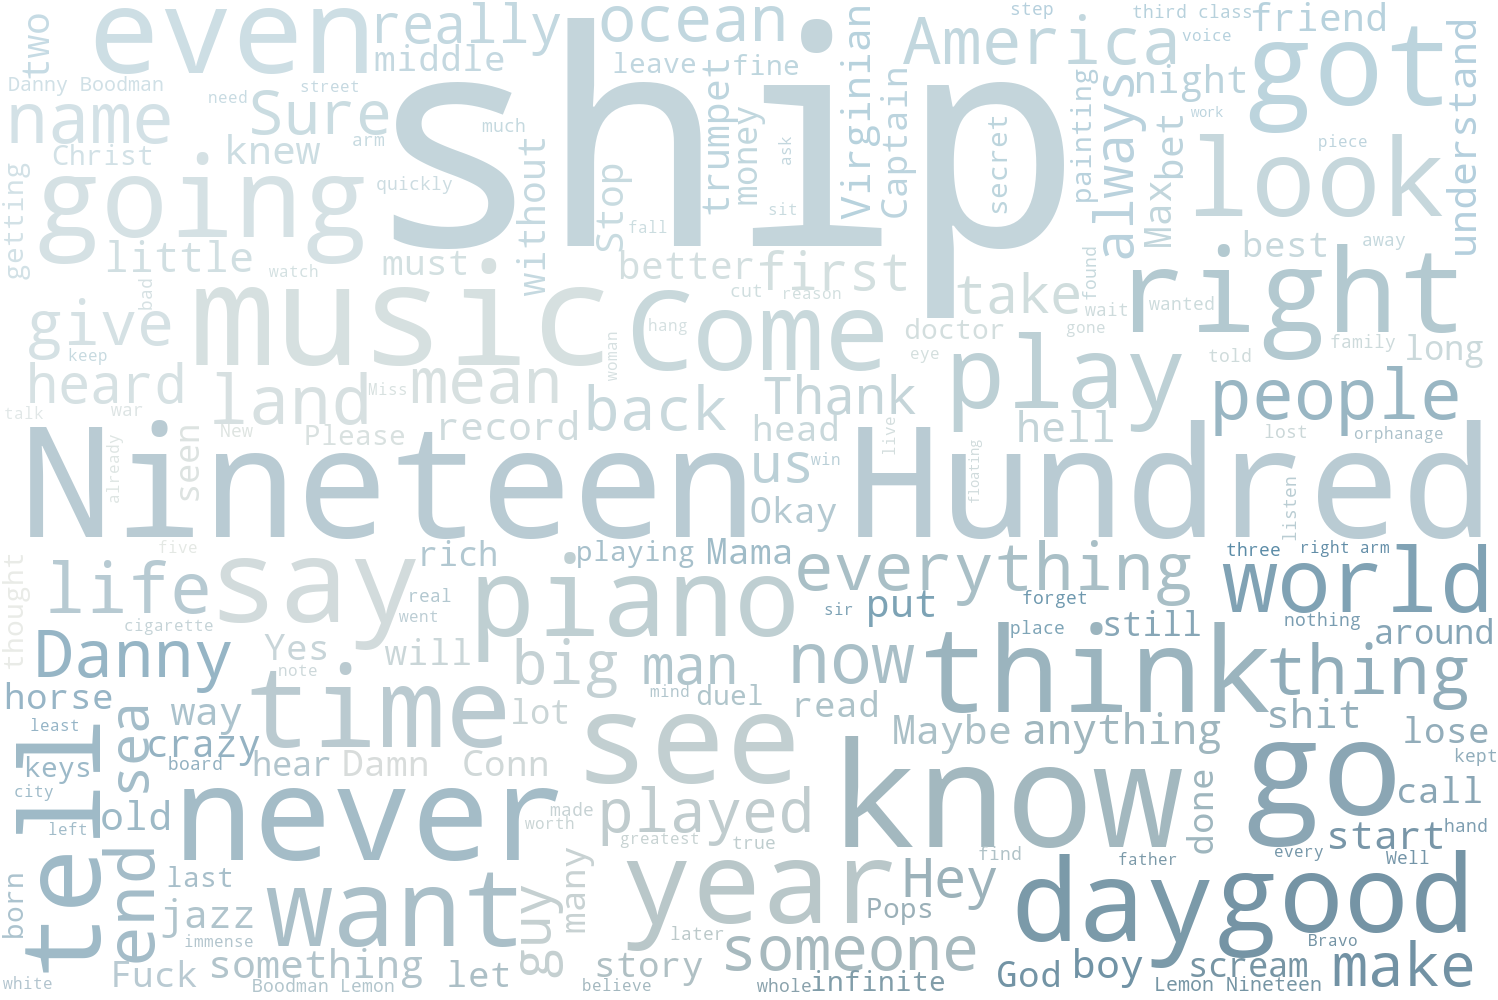 even
really
ocean
ship
step
third class
friend
two
middle
leave
fine
America
voice
got
Danny Boodman
street
need
Sure
name
much
trumpet
money
ask
Virginian
Captain
secret
painting
always
night
work
bet
Max
understand
Christ
knew
arm
piece
look
going
quickly
without
Stop
sit
fall
getting
little
watch
must
better
first
best
away
bad
music
Come
cut
reason
take
found
wait
wanted
right
give
keep
hang
woman
doctor
eye
gone
told
family
long
heard
land
Miss
mean
back
Thank
play
people
talk
war
New
Please
record
head
hell
lost
orphanage
already
seen
us
win
live
floating
Nineteen
Hundred
Okay
listen
five
rich
playing
Mama
everything
three
right arm
world
thought
life
say
piano
real
went
sir
put
forget
nothing
cigarette
place
still
around
Danny
Yes
note
will
big
man
now
think
thing
horse
way
time
lot
mind
duel
see
read
Maybe
anything
shit
lose
least
sea
crazy
board
hear
Damn
Conn
know
go
kept
keys
city
tell
never
made
worth
played
greatest
true
done
call
left
old
start
hand
find
father
every
Well
born
end
last
want
guy
many
year
Hey
day
good
jazz
immense
Pops
later
someone
Bravo
white
Fuck
something
let
story
God
boy
scream
make
Boodman Lemon
believe
whole
infinite
Lemon Nineteen